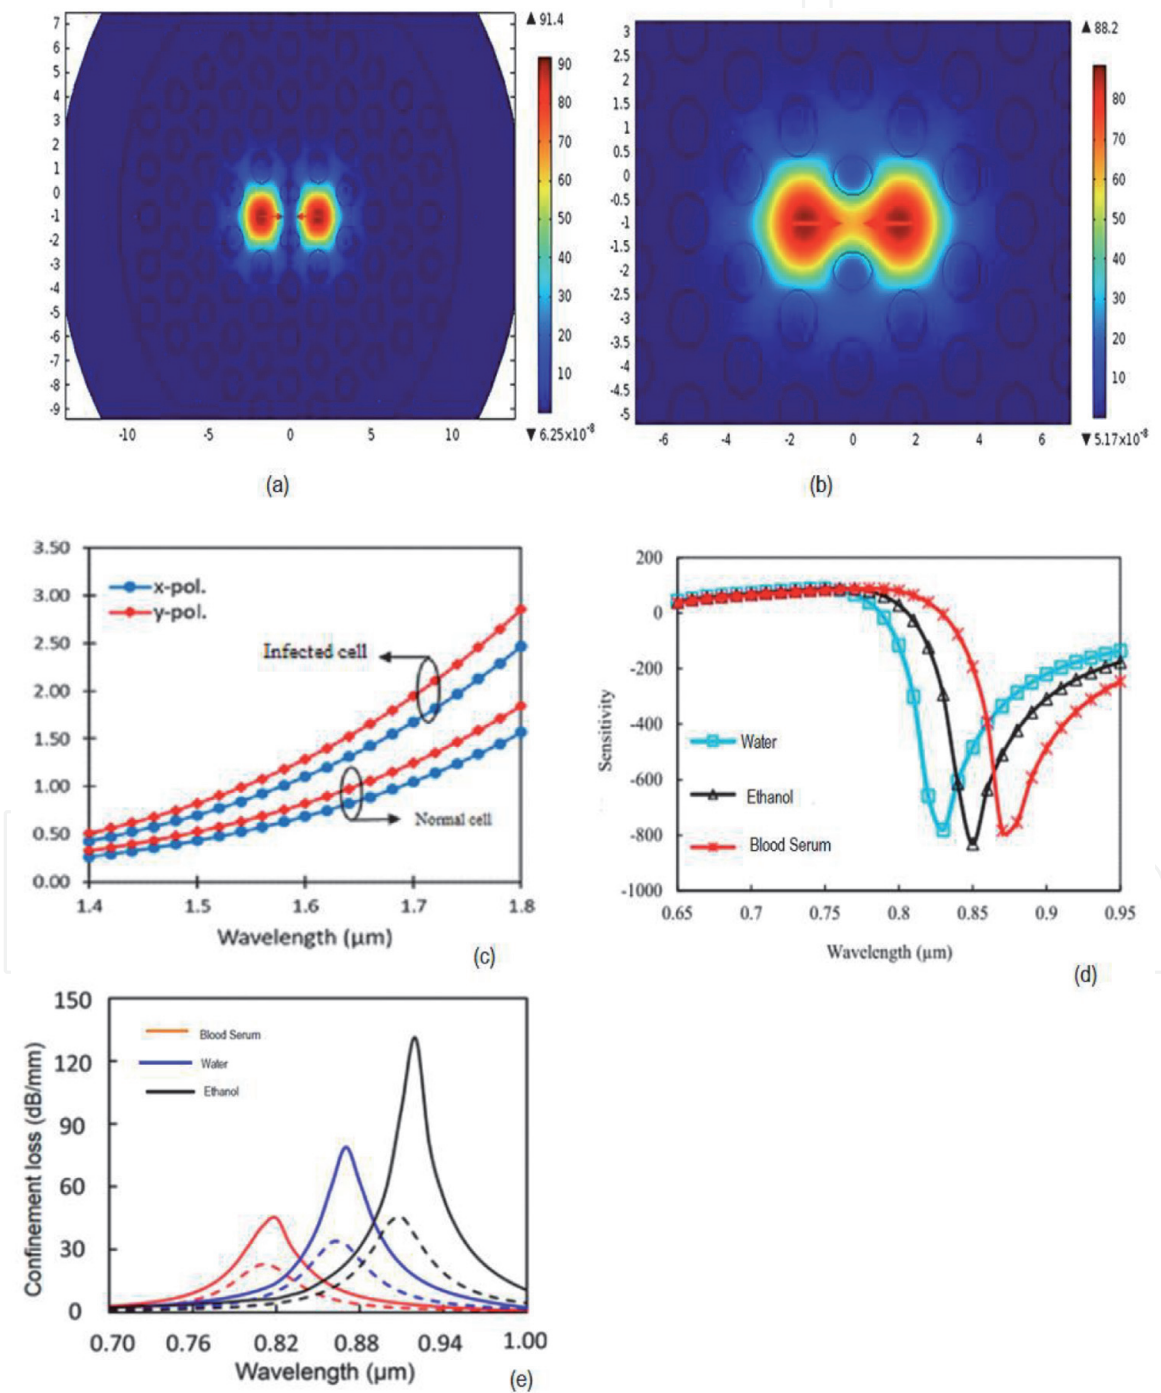 ▲ 91.4
7
6
5
4
3
2
1
0
-1
-2
-3
-4
-5
-6
-7
-8
-9
90
80
70
60
50
40
30
20
10
-10 -5 0 5 10
▼ 6.25x10⁻⁸
(a)
▲ 88.2
3
2.5
2
1.5
1
0.5
0
-0.5
-1
-1.5
-2
-2.5
-3
-3.5
-4
-4.5
-5
80
70
60
50
40
30
20
10
-6 -4 -2 0 2 4 6
▼ 5.17x10⁻⁸
(b)
3.50
3.00
2.50
2.00
1.50
1.00
0.50
0.00
x-pol.
y-pol.
Infected cell
Normal cell
1.4 1.5 1.6 1.7 1.8
Wavelength (µm)
(c)
200
0
-200
-400
-600
-800
-1000
Sensitivity
Water
Ethanol
Blood Serum
0.65 0.7 0.75 0.8 0.85 0.9 0.95
Wavelength (µm)
(d)
150
120
90
60
30
0
Confinement loss (dB/mm)
Blood Serum
Water
Ethanol
0.70 0.76 0.82 0.88 0.94 1.00
Wavelength (µm)
(e)